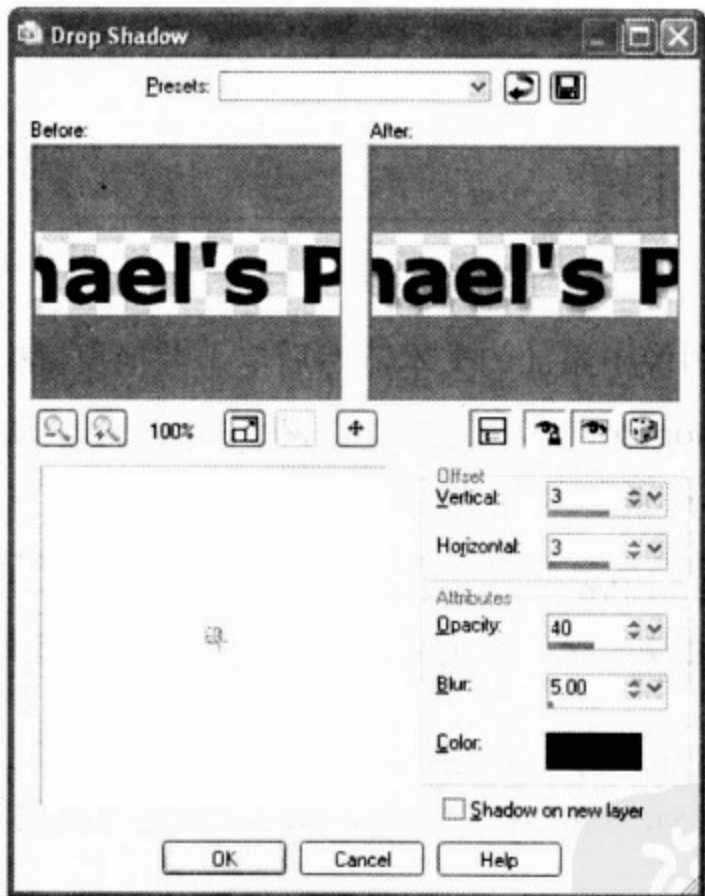 Drop Shadow
Presets:
Before:
After:
hael's P
hael's P
100%
Offset
Vertical: 3
Horizontal: 3
Attributes
Opacity: 40
Blur: 5.00
Color:
Shadow on new layer
OK Cancel Help